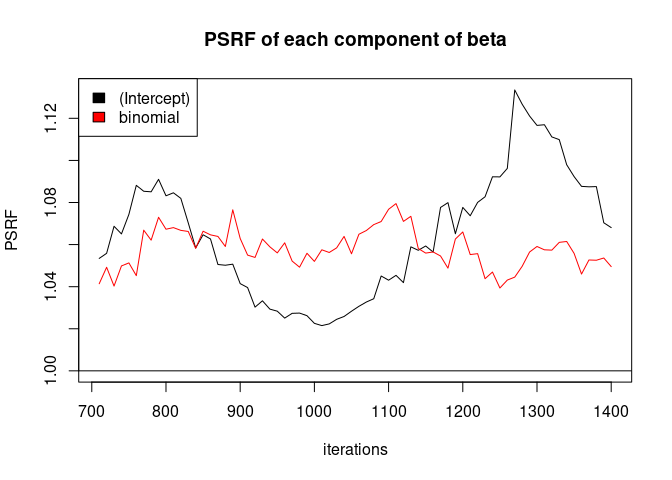 PSRF of each component of beta
(Intercept)
binomial
PSRF
1.12
1.08
1.04
1.00
700 800 900 1000 1100 1200 1300 1400
iterations